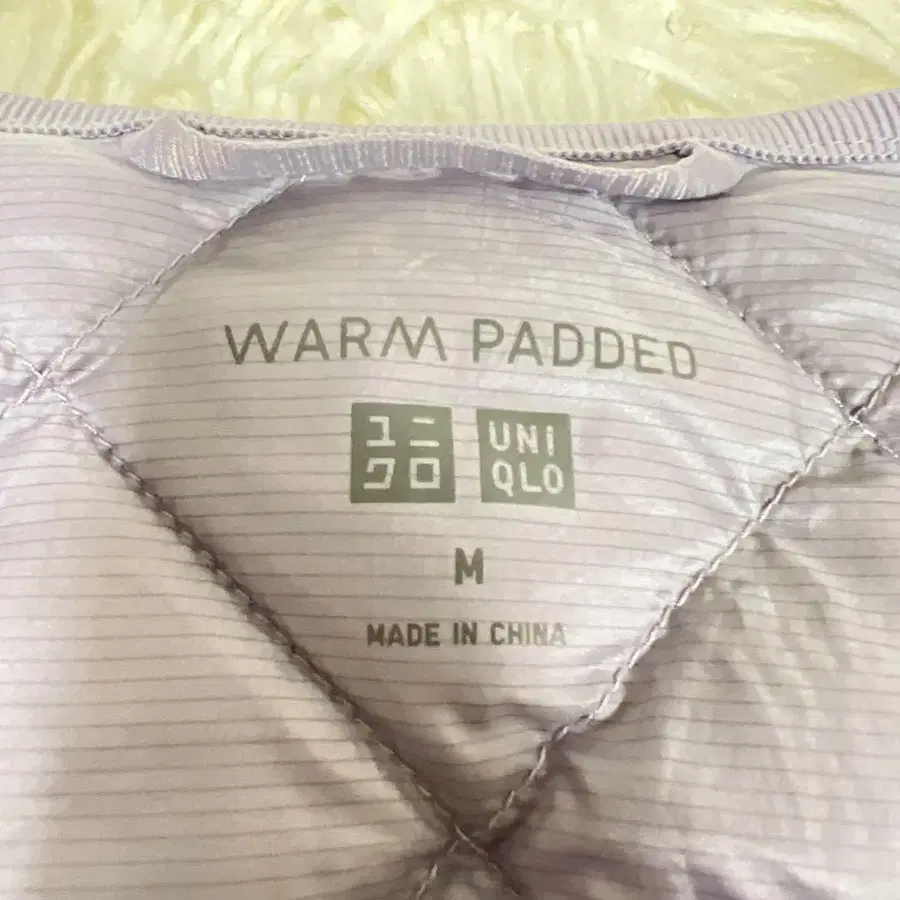 WARM PADDED
ユニ UNI
クロ QLO
M
MADE IN CHINA